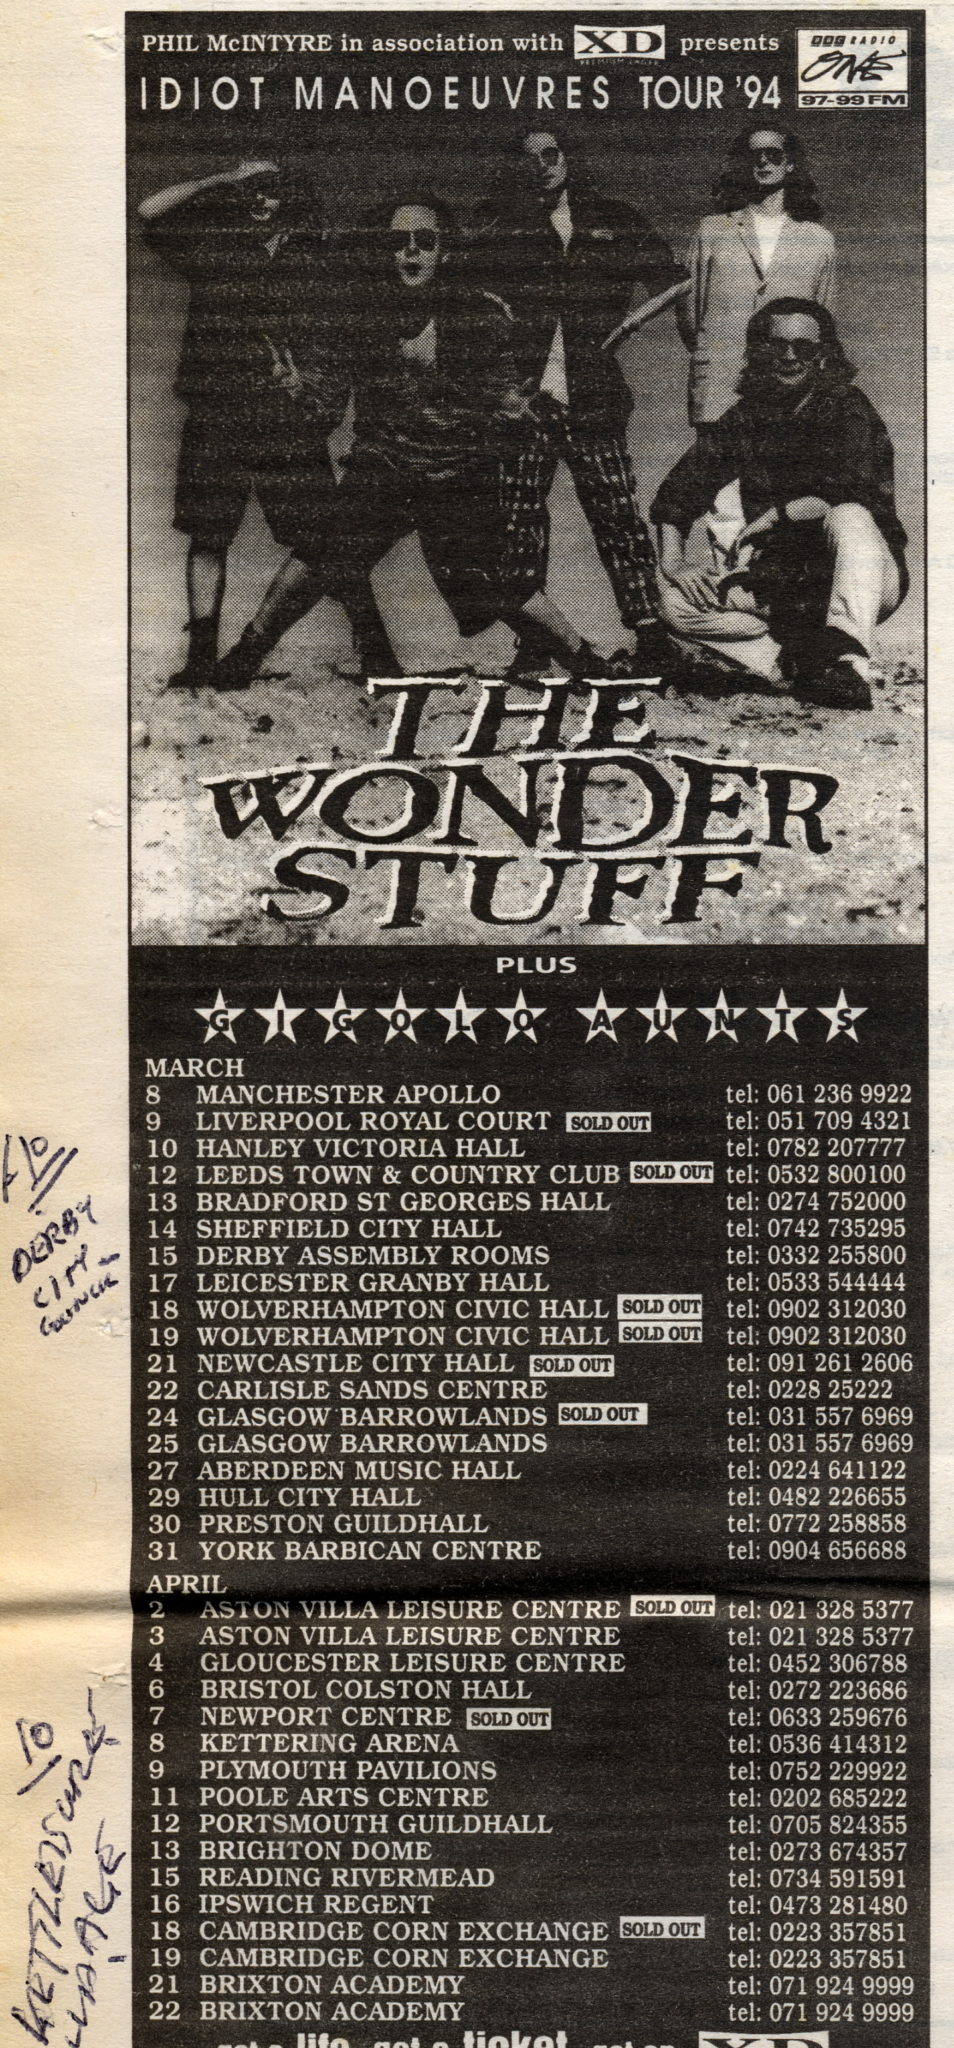 PHIL McINTYRE in association with XD presents
PREMIUM LAGER
BBC RADIO
ONE
97-99 FM
IDIOT MANOEUVRES TOUR '94
THE
WONDER
STUFF
PLUS
GIGOLO AUNTS
MARCH
8 MANCHESTER APOLLO tel: 061 236 9922
9 LIVERPOOL ROYAL COURT SOLD OUT tel: 051 709 4321
10 HANLEY VICTORIA HALL tel: 0782 207777
12 LEEDS TOWN & COUNTRY CLUB SOLD OUT tel: 0532 800100
13 BRADFORD ST GEORGES HALL tel: 0274 752000
14 SHEFFIELD CITY HALL tel: 0742 735295
15 DERBY ASSEMBLY ROOMS tel: 0332 255800
17 LEICESTER GRANBY HALL tel: 0533 544444
18 WOLVERHAMPTON CIVIC HALL SOLD OUT tel: 0902 312030
19 WOLVERHAMPTON CIVIC HALL SOLD OUT tel: 0902 312030
21 NEWCASTLE CITY HALL SOLD OUT tel: 091 261 2606
22 CARLISLE SANDS CENTRE tel: 0228 25222
24 GLASGOW BARROWLANDS SOLD OUT tel: 031 557 6969
25 GLASGOW BARROWLANDS tel: 031 557 6969
27 ABERDEEN MUSIC HALL tel: 0224 641122
29 HULL CITY HALL tel: 0482 226655
30 PRESTON GUILDHALL tel: 0772 258858
31 YORK BARBICAN CENTRE tel: 0904 656688
APRIL
2 ASTON VILLA LEISURE CENTRE SOLD OUT tel: 021 328 5377
3 ASTON VILLA LEISURE CENTRE tel: 021 328 5377
4 GLOUCESTER LEISURE CENTRE tel: 0452 306788
6 BRISTOL COLSTON HALL tel: 0272 223686
7 NEWPORT CENTRE SOLD OUT tel: 0633 259676
8 KETTERING ARENA tel: 0536 414312
9 PLYMOUTH PAVILIONS tel: 0752 229922
11 POOLE ARTS CENTRE tel: 0202 685222
12 PORTSMOUTH GUILDHALL tel: 0705 824355
13 BRIGHTON DOME tel: 0273 674357
15 READING RIVERMEAD tel: 0734 591591
16 IPSWICH REGENT tel: 0473 281480
18 CAMBRIDGE CORN EXCHANGE SOLD OUT tel: 0223 357851
19 CAMBRIDGE CORN EXCHANGE tel: 0223 357851
21 BRIXTON ACADEMY tel: 071 924 9999
22 BRIXTON ACADEMY tel: 071 924 9999
get a life, get a ticket, get an XD
DERBY
CITY
COUNCIL